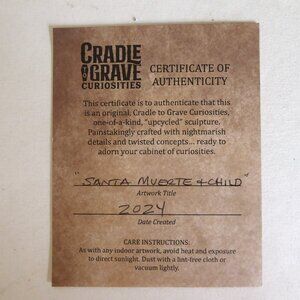 CRADLE
TO GRAVE
CURIOSITIES
CERTIFICATE OF
AUTHENTICITY
This certificate is to authenticate that this
is an original; Cradle to Grave Curiosities,
one-of-a-kind, "upcycled" sculpture.
Painstakingly crafted with nightmarish
details and twisted concepts... ready to
adorn your cabinet of curiosities.
"SANTA MUERTE + CHILD"
Artwork Title
2024
Date Created
CARE INSTRUCTIONS:
As with any indoor artwork, avoid heat and exposure
to direct sunlight. Dust with a lint-free cloth or
vacuum lightly.